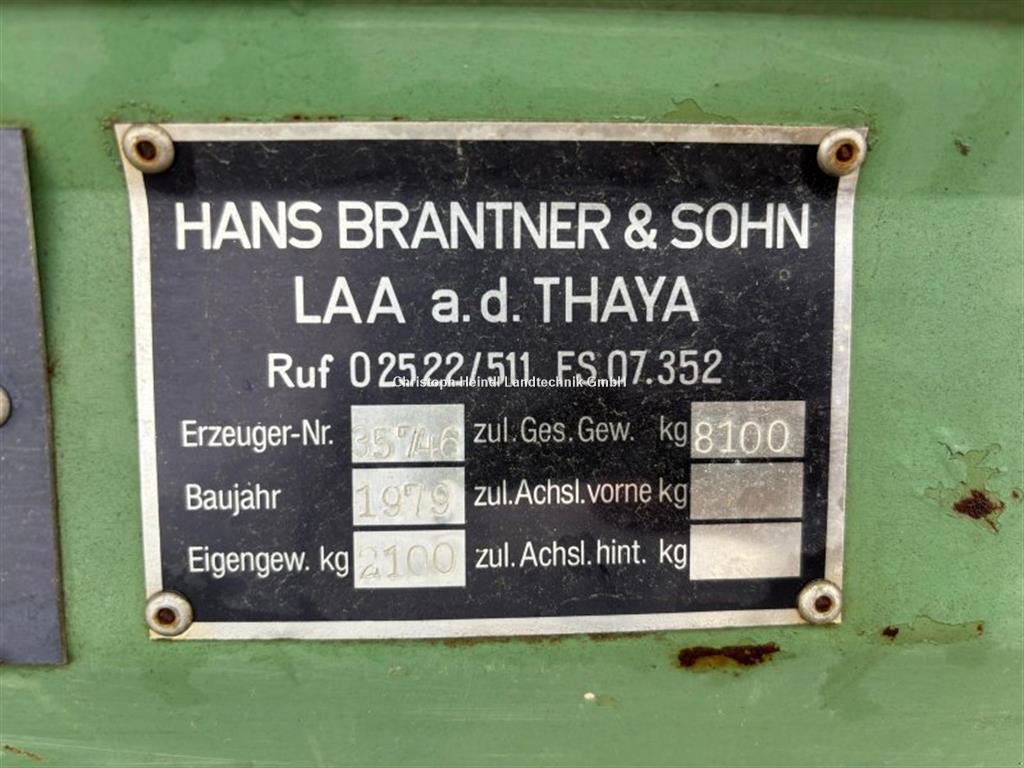 HANS BRANTNER & SOHN
LAA a.d. THAYA
Ruf 02522/511 FS.07.352
Christoph Heindl Landtechnik GmbH
Erzeuger-Nr. 35746 zul.Ges.Gew. kg 8100
Baujahr 1979 zul.Achsl.vorne kg
Eigengew. kg 2100 zul.Achsl.hint. kg